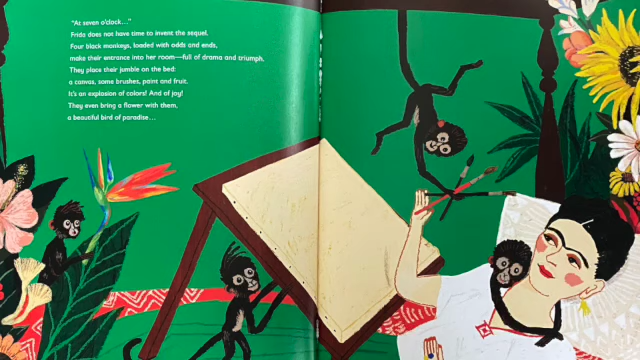 "At seven o'clock..."
Frida does not have time to invent the sequel.
Four black monkeys, loaded with odds and ends,
make their entrance into her room—full of drama and triumph.
They place their jumble on the bed:
a canvas, some brushes, paint and fruit.
It's an explosion of colors! And of joy!
They even bring a flower with them,
a beautiful bird of paradise...